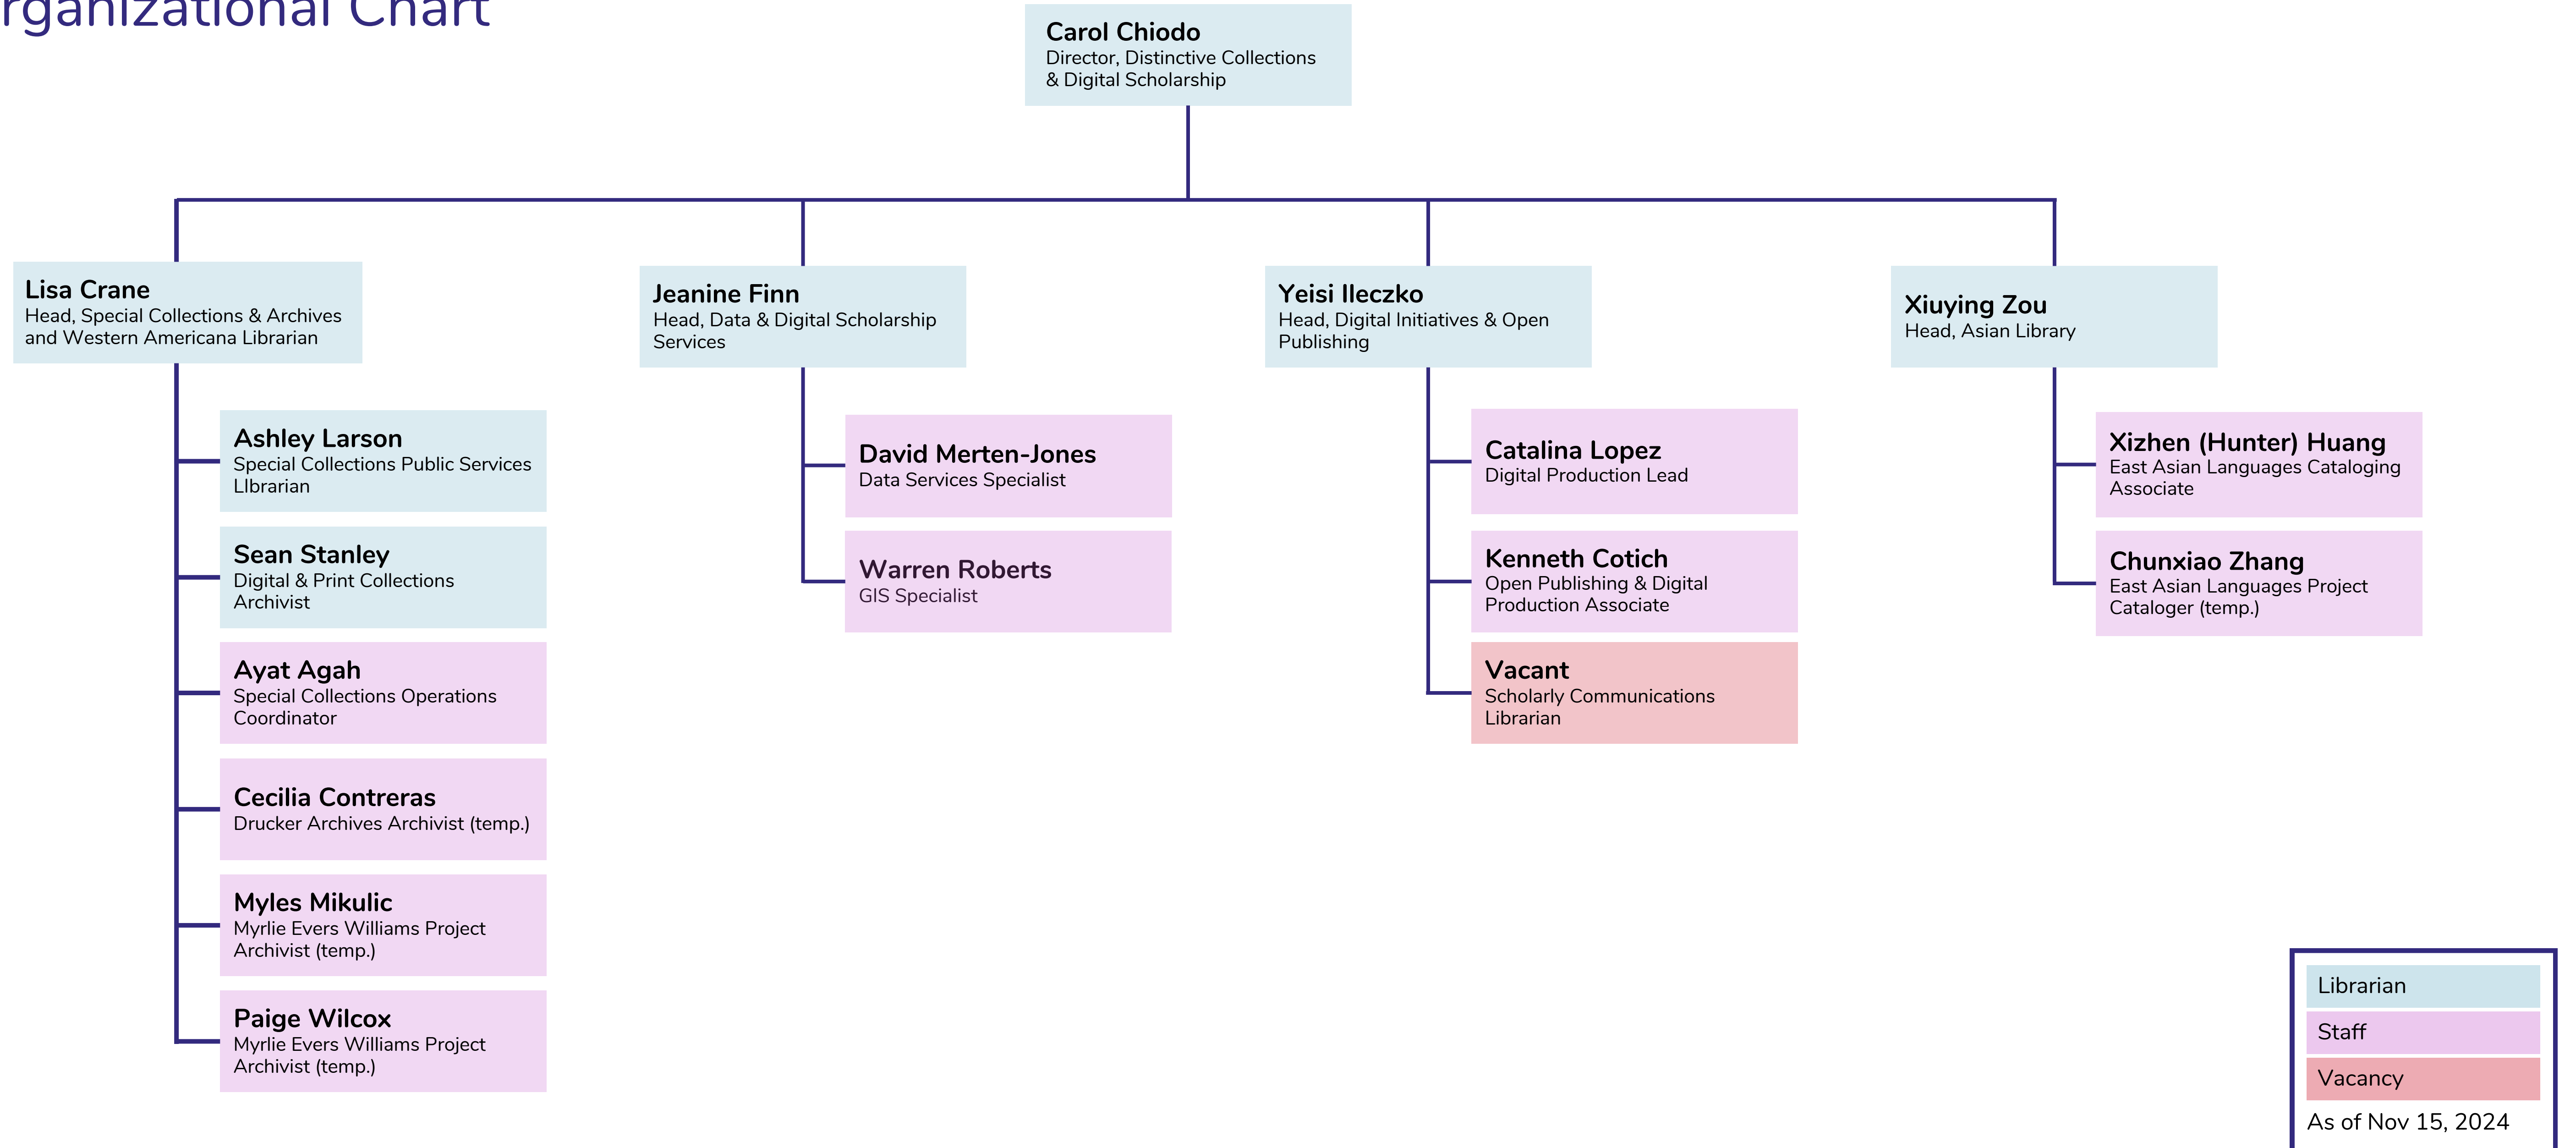 rganizational Chart
Carol Chiodo
Director, Distinctive Collections
& Digital Scholarship
Lisa Crane
Head, Special Collections & Archives
and Western Americana Librarian
Ashley Larson
Special Collections Public Services
LIbrarian
Sean Stanley
Digital & Print Collections
Archivist
Ayat Agah
Special Collections Operations
Coordinator
Cecilia Contreras
Drucker Archives Archivist (temp.)
Myles Mikulic
Myrlie Evers Williams Project
Archivist (temp.)
Paige Wilcox
Myrlie Evers Williams Project
Archivist (temp.)
Jeanine Finn
Head, Data & Digital Scholarship
Services
David Merten-Jones
Data Services Specialist
Warren Roberts
GIS Specialist
Yeisi Ileczko
Head, Digital Initiatives & Open
Publishing
Catalina Lopez
Digital Production Lead
Kenneth Cotich
Open Publishing & Digital
Production Associate
Vacant
Scholarly Communications
Librarian
Xiuying Zou
Head, Asian Library
Xizhen (Hunter) Huang
East Asian Languages Cataloging
Associate
Chunxiao Zhang
East Asian Languages Project
Cataloger (temp.)
Librarian
Staff
Vacancy
As of Nov 15, 2024